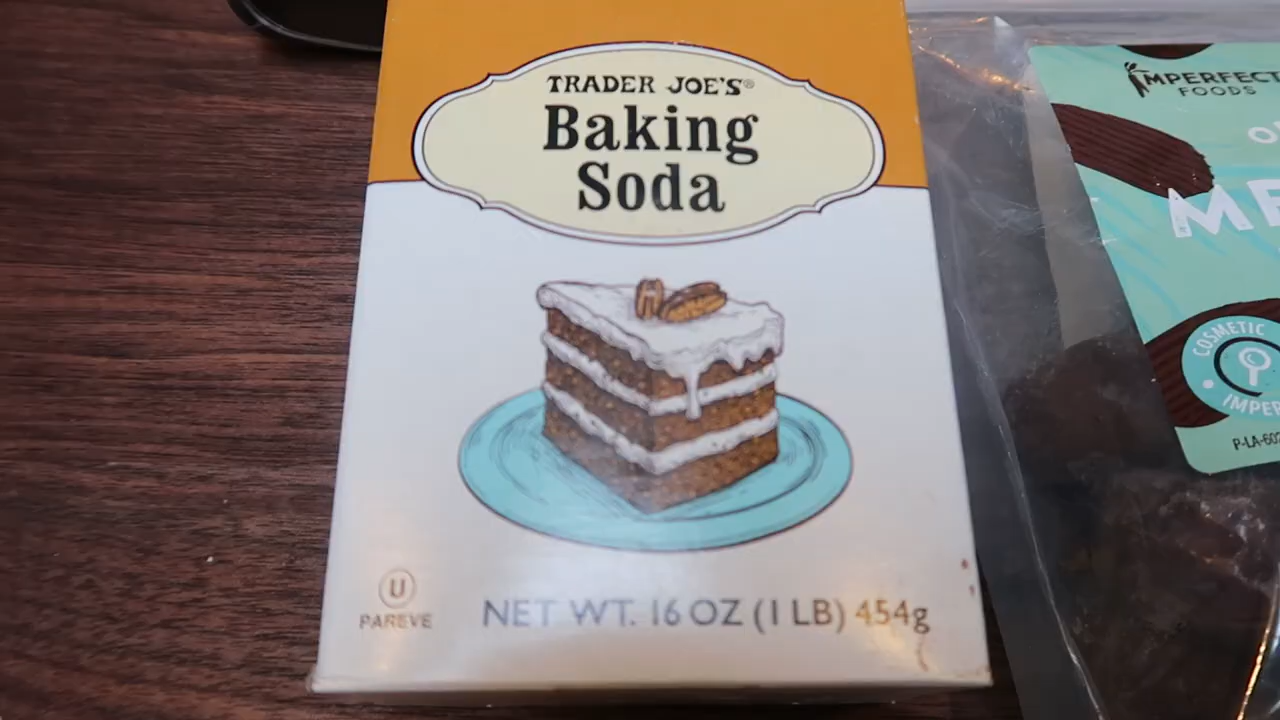 TRADER JOE'S®
Baking
Soda
U
PAREVE
NET WT. 16 OZ (1 LB) 454g
IMPERFECT
FOODS
COSMETIC